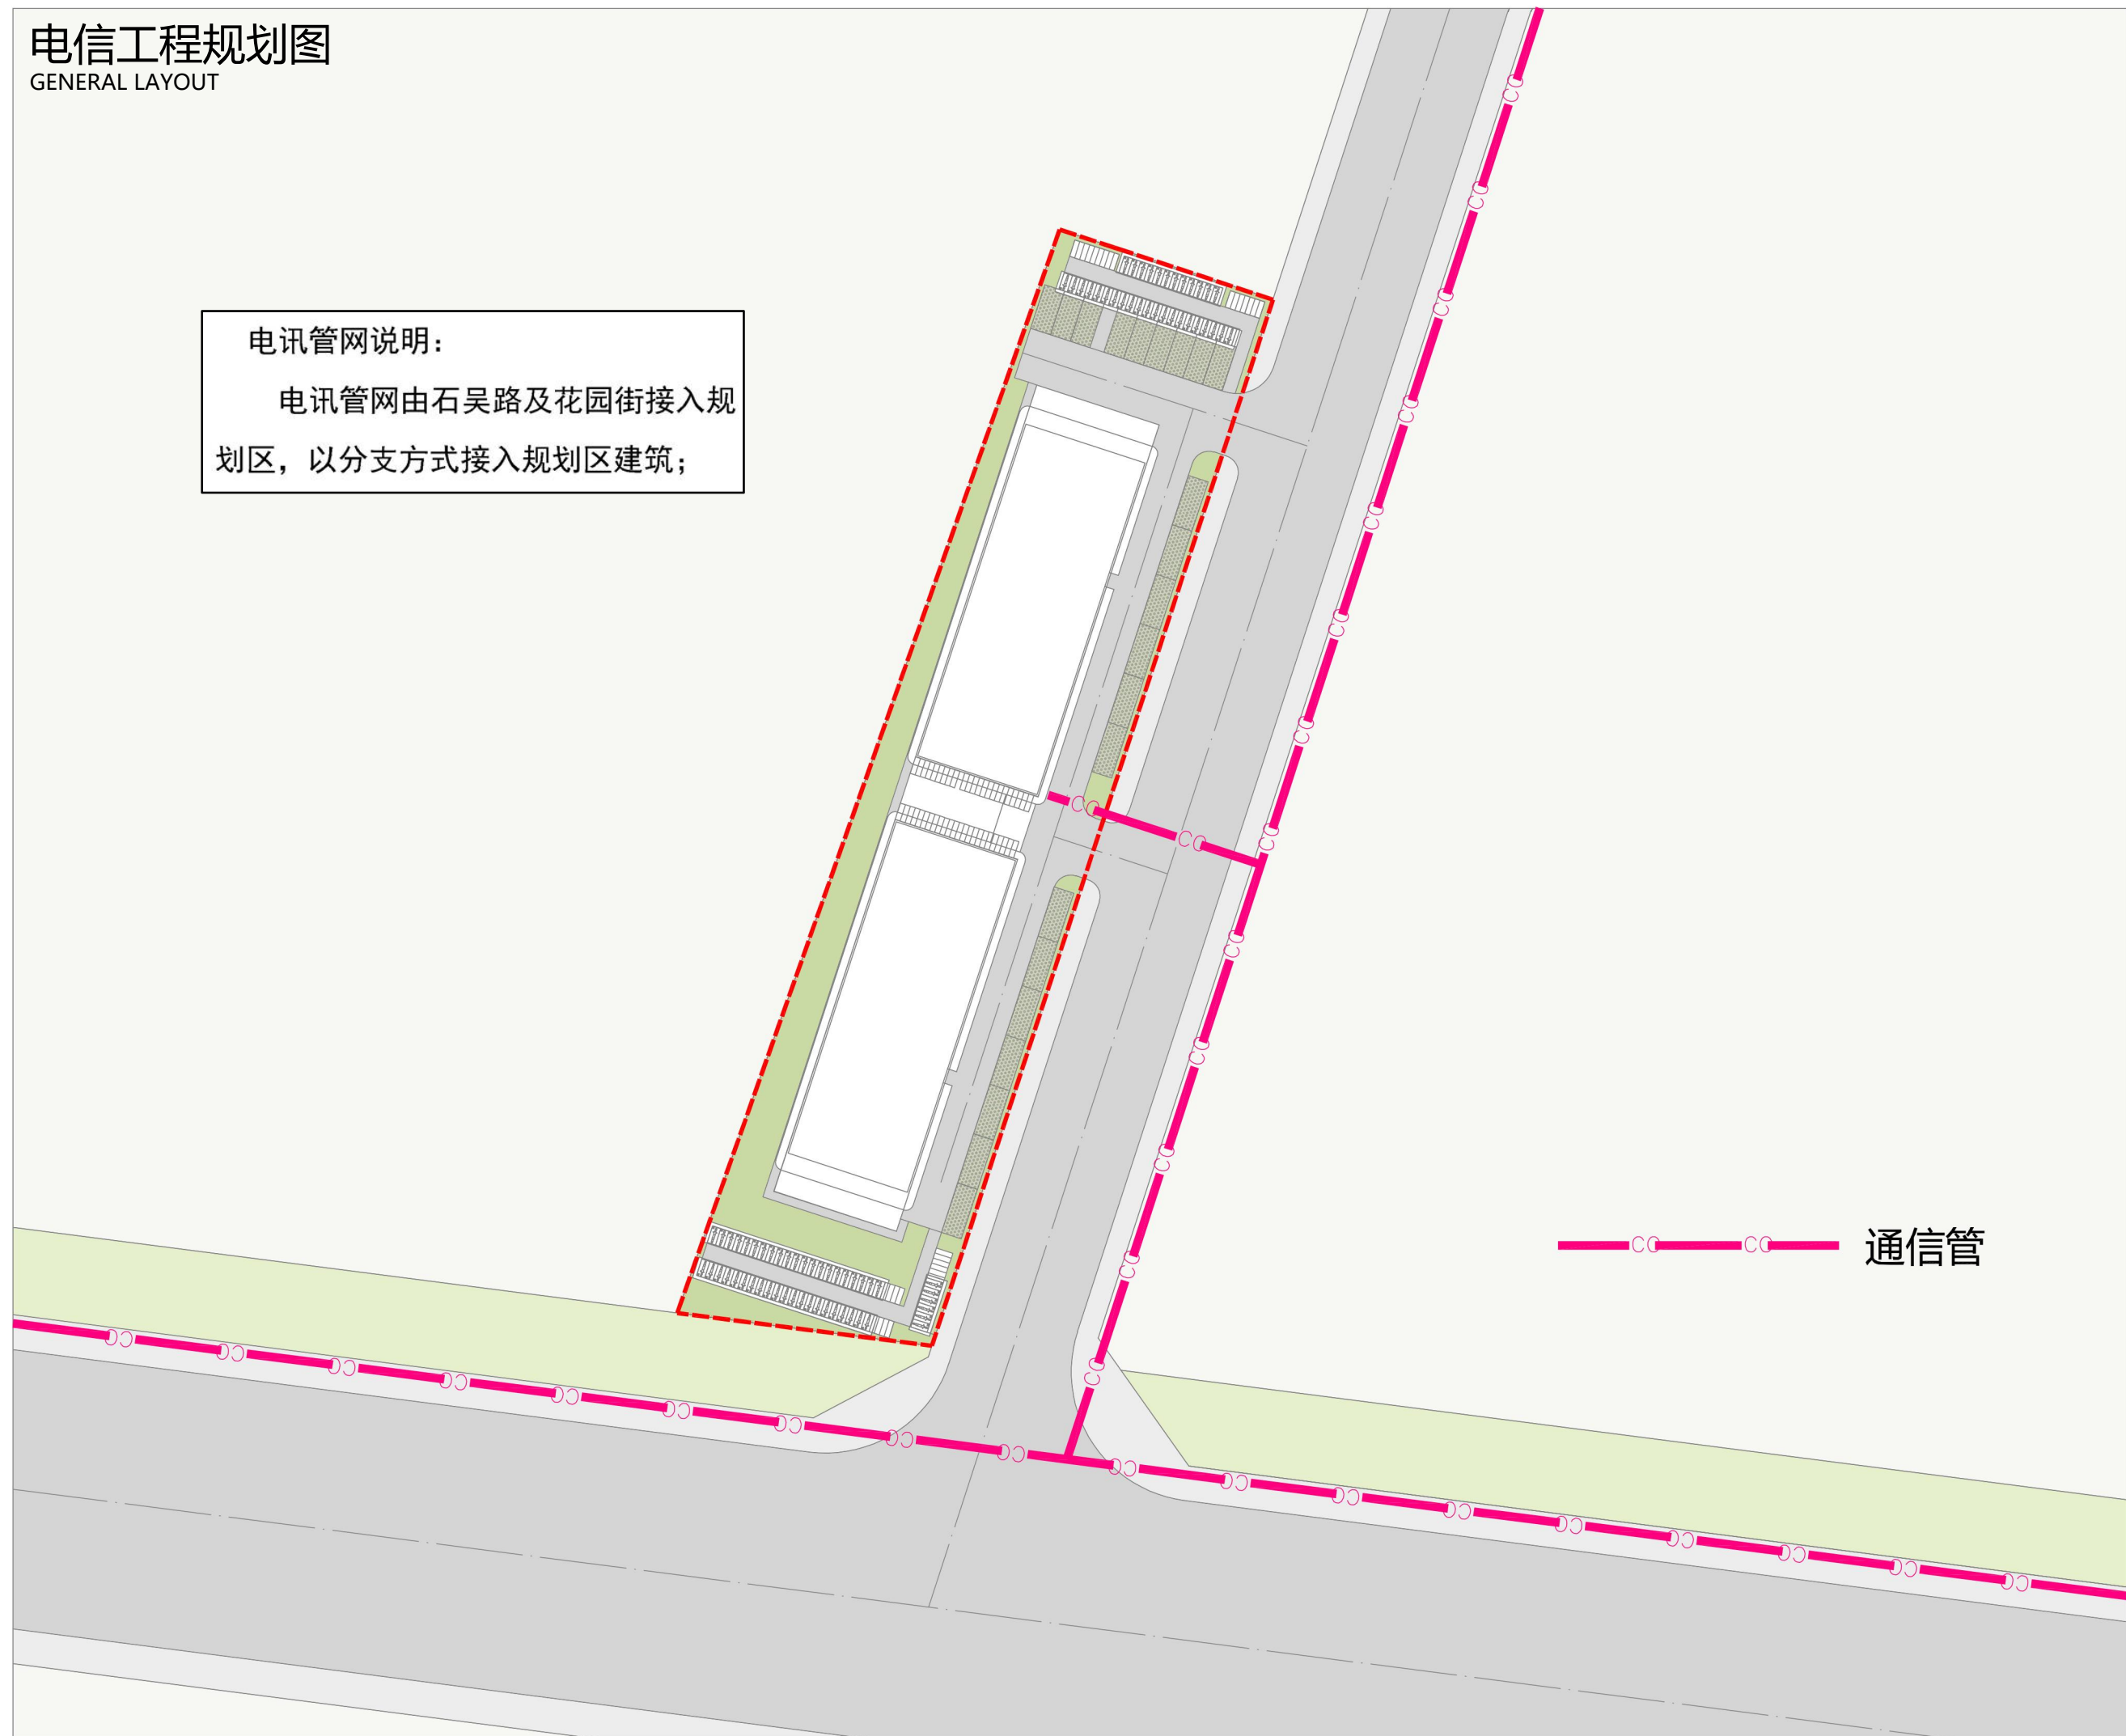 电信工程规划图
GENERAL LAYOUT
电讯管网说明：
电讯管网由石吴路及花园街接入规
划区，以分支方式接入规划区建筑；
通信管